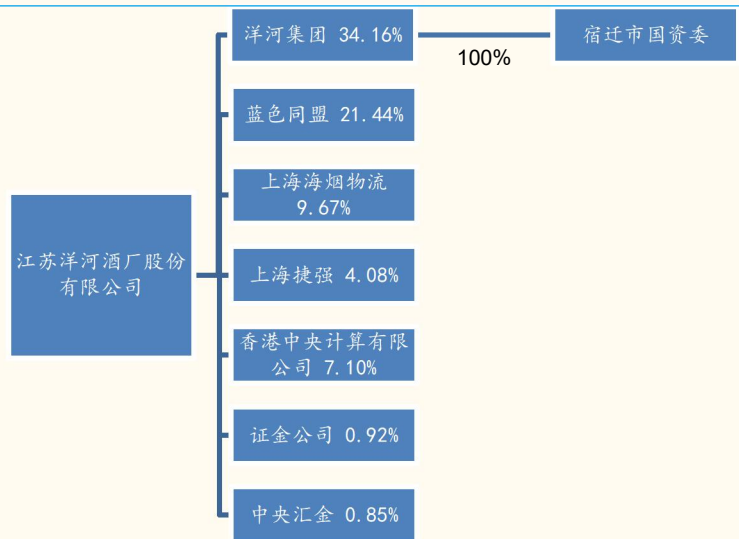 洋河集团 34.16%
100%
宿迁市国资委
蓝色同盟 21.44%
上海海烟物流
9.67%
江苏洋河酒厂股份
有限公司
上海捷强 4.08%
香港中央计算有限
公司 7.10%
证金公司 0.92%
中央汇金 0.85%